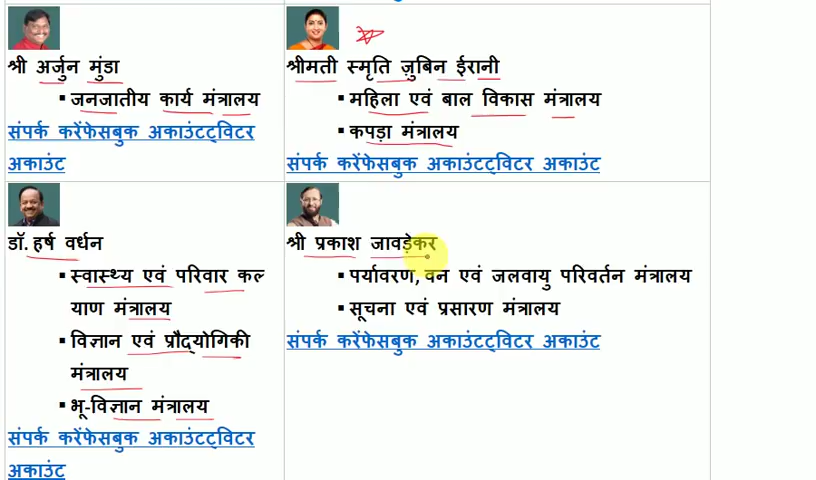 श्री अर्जुन मुंडा
▪ जनजातीय कार्य मंत्रालय
संपर्क करेंफेसबुक अकाउंटट्विटर
अकाउंट
श्रीमती स्मृति ज़ुबिन ईरानी
▪ महिला एवं बाल विकास मंत्रालय
▪ कपड़ा मंत्रालय
संपर्क करेंफेसबुक अकाउंटट्विटर अकाउंट
डॉ. हर्ष वर्धन
▪ स्वास्थ्य एवं परिवार कल
याण मंत्रालय
▪ विज्ञान एवं प्रौद्योगिकी
मंत्रालय
▪ भू-विज्ञान मंत्रालय
संपर्क करेंफेसबुक अकाउंटट्विटर
अकाउंट
श्री प्रकाश जावड़ेकर
▪ पर्यावरण, वन एवं जलवायु परिवर्तन मंत्रालय
▪ सूचना एवं प्रसारण मंत्रालय
संपर्क करेंफेसबुक अकाउंटट्विटर अकाउंट